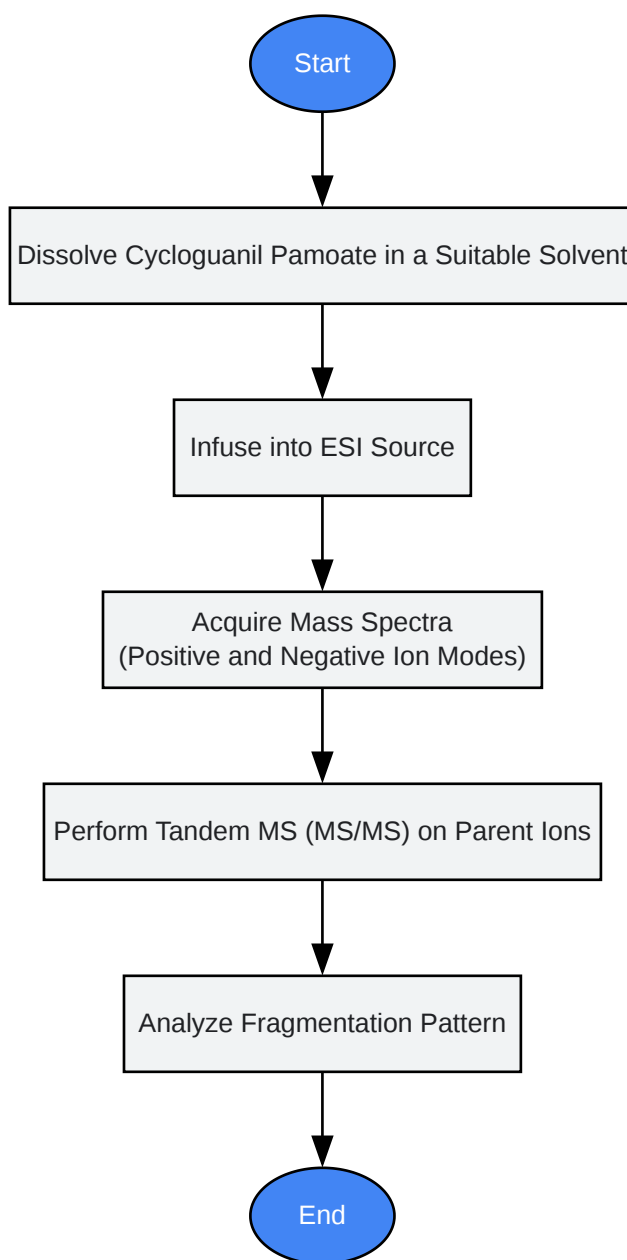 Start
Dissolve Cycloguanil Pamoate in a Suitable Solvent
Infuse into ESI Source
Acquire Mass Spectra
(Positive and Negative Ion Modes)
Perform Tandem MS (MS/MS) on Parent Ions
Analyze Fragmentation Pattern
End